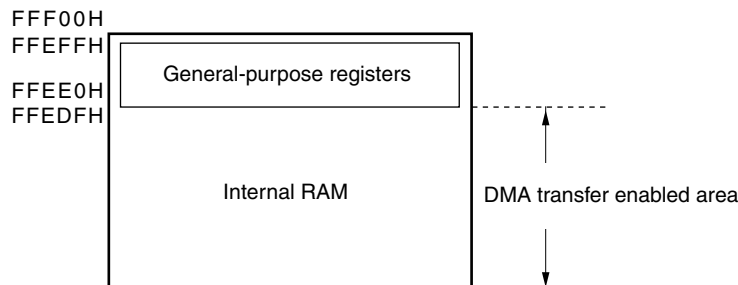 FFF00H
FFEFFH
General-purpose registers
FFEE0H
FFEDFH
Internal RAM
DMA transfer enabled area